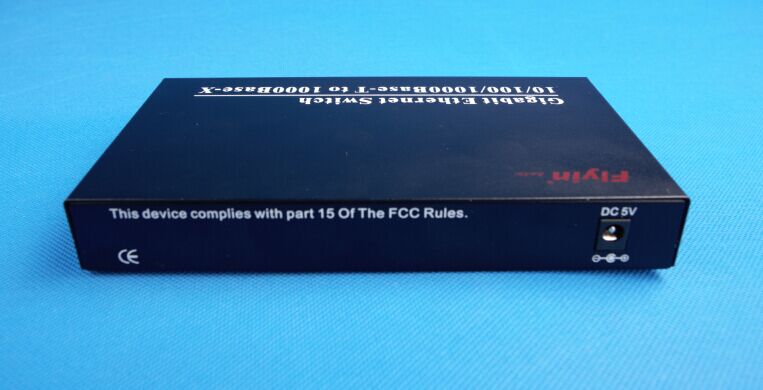 Gigabit Ethernet Switch
10/100/1000Base-T to 1000Base-X
Flyin
This device complies with part 15 Of The FCC Rules.
DC 5V
CE